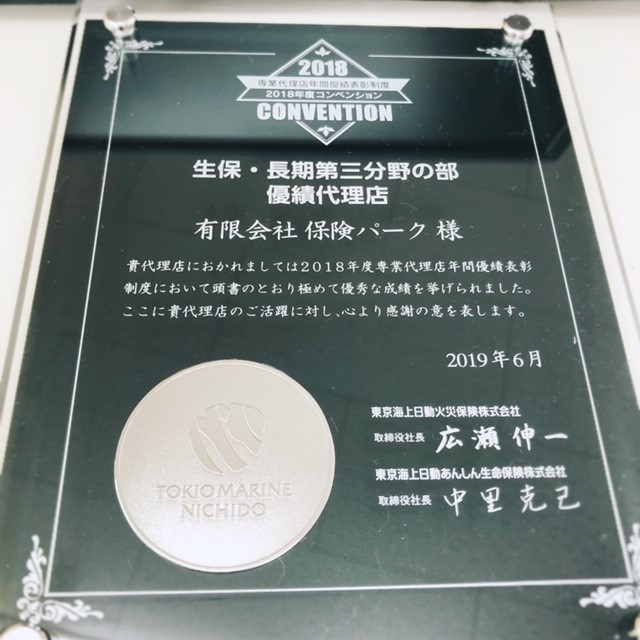 2018
専業代理店年間優績表彰制度
2018年度コンベンション
CONVENTION
生保・長期第三分野の部
優績代理店
有限会社 保険パーク 様
貴代理店におかれましては2018年度専業代理店年間優績表彰
制度において頭書のとおり極めて優秀な成績を挙げられました。
ここに貴代理店のご活躍に対し、心より感謝の意を表します。
2019年6月
東京海上日動火災保険株式会社
取締役社長 広瀬伸一
東京海上日動あんしん生命保険株式会社
取締役社長 中里克己
TOKIO MARINE
NICHIDO